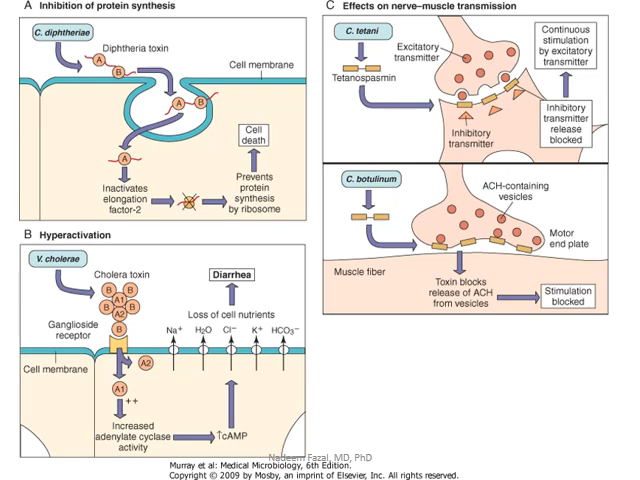 A Inhibition of protein synthesis
C. diphtheriae
Diphtheria toxin
A
B
Cell membrane
A
B
A
Cell
death
Inactivates
elongation
factor-2
Prevents
protein
synthesis
by ribosome
B Hyperactivation
V. cholerae
Cholera toxin
B B
A1
B B
A2
B
Ganglioside
receptor
Diarrhea
Loss of cell nutrients
Na+ H2O Cl− K+ HCO3−
Cell membrane
A2
A1
++
Increased
adenylate cyclase
activity
↑cAMP
C Effects on nerve–muscle transmission
C. tetani
Excitatory
transmitter
Tetanospasmin
Continuous
stimulation
by excitatory
transmitter
Inhibitory
transmitter
Inhibitory
transmitter
release
blocked
C. botulinum
ACH-containing
vesicles
Motor
end plate
Muscle fiber
Toxin blocks
release of ACH
from vesicles
Stimulation
blocked
Nadeem Fazal, MD, PhD
Murray et al: Medical Microbiology, 6th Edition.
Copyright © 2009 by Mosby, an imprint of Elsevier, Inc. All rights reserved.